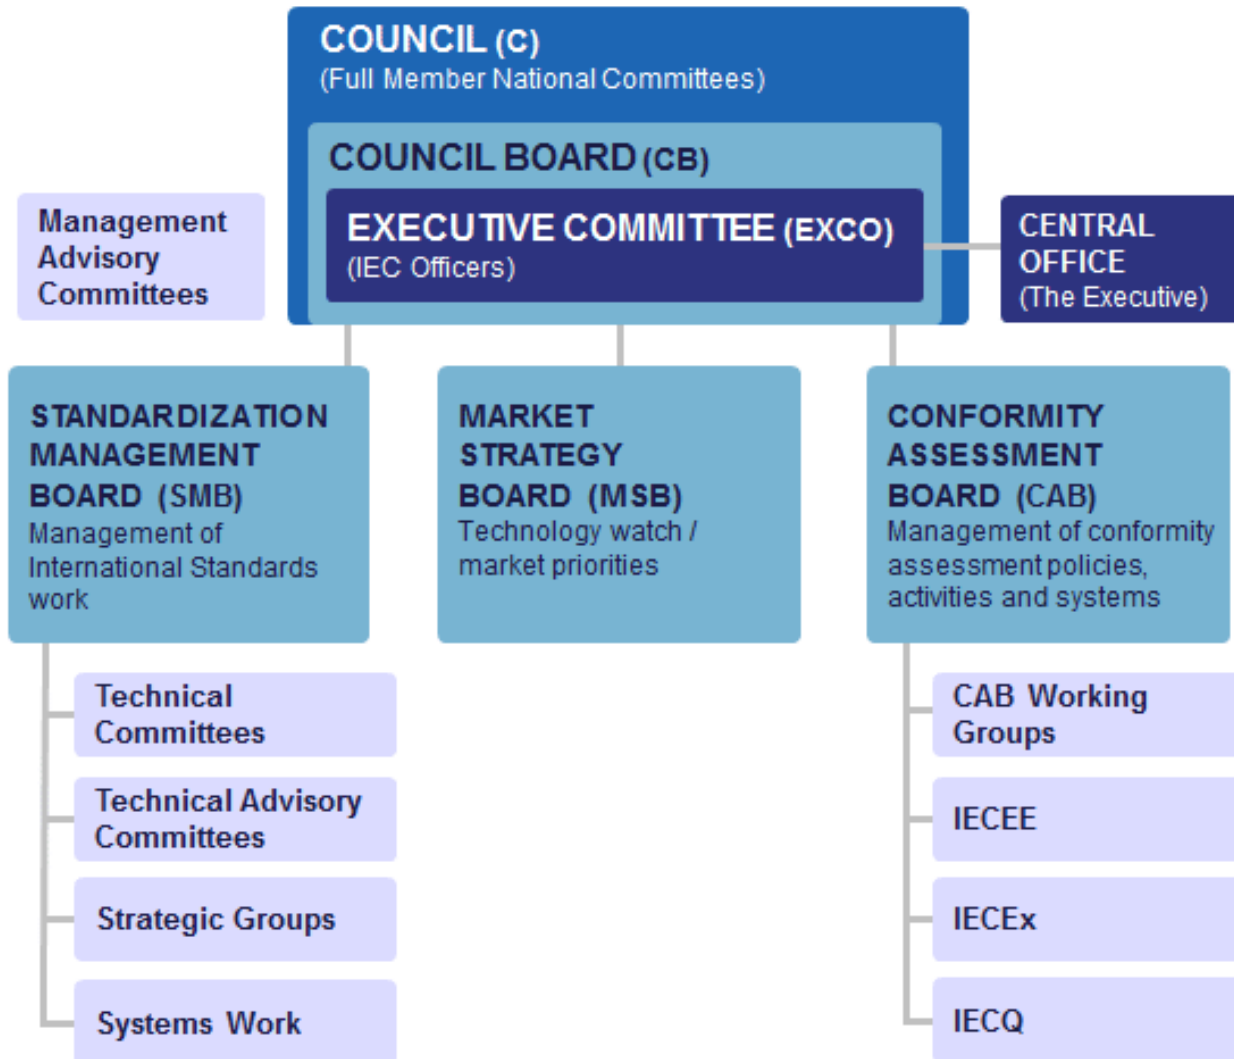 COUNCIL (C)
(Full Member National Committees)
COUNCIL BOARD (CB)
EXECUTIVE COMMITTEE (EXCO)
(IEC Officers)
Management
Advisory
Committees
CENTRAL
OFFICE
(The Executive)
STANDARDIZATION
MANAGEMENT
BOARD (SMB)
Management of
International Standards
work
MARKET
STRATEGY
BOARD (MSB)
Technology watch /
market priorities
CONFORMITY
ASSESSMENT
BOARD (CAB)
Management of conformity
assessment policies,
activities and systems
Technical
Committees
Technical Advisory
Committees
Strategic Groups
Systems Work
CAB Working
Groups
IECEE
IECEx
IECQ